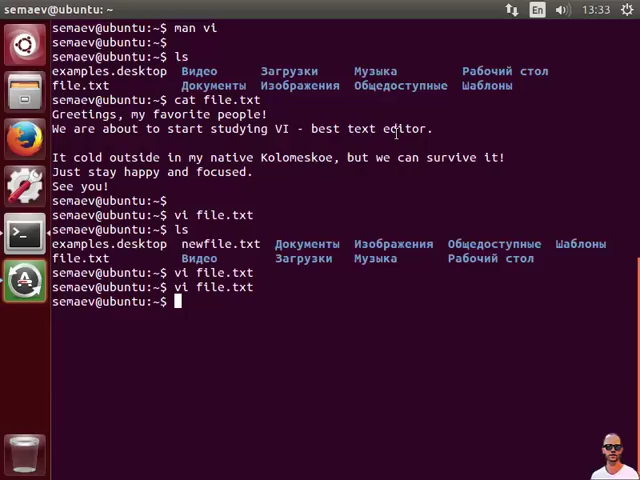 semaev@ubuntu: ~
En
13:33
semaev@ubuntu:~$ man vi
semaev@ubuntu:~$
semaev@ubuntu:~$ ls
examples.desktop Видео Загрузки Музыка Рабочий стол
file.txt Документы Изображения Общедоступные Шаблоны
semaev@ubuntu:~$ cat file.txt
Greetings, my favorite people!
We are about to start studying VI - best text editor.
It cold outside in my native Kolomeskoe, but we can survive it!
Just stay happy and focused.
See you!
semaev@ubuntu:~$
semaev@ubuntu:~$ vi file.txt
semaev@ubuntu:~$ ls
examples.desktop newfile.txt Документы Изображения Общедоступные Шаблоны
file.txt Видео Загрузки Музыка Рабочий стол
semaev@ubuntu:~$ vi file.txt
semaev@ubuntu:~$ vi file.txt
semaev@ubuntu:~$